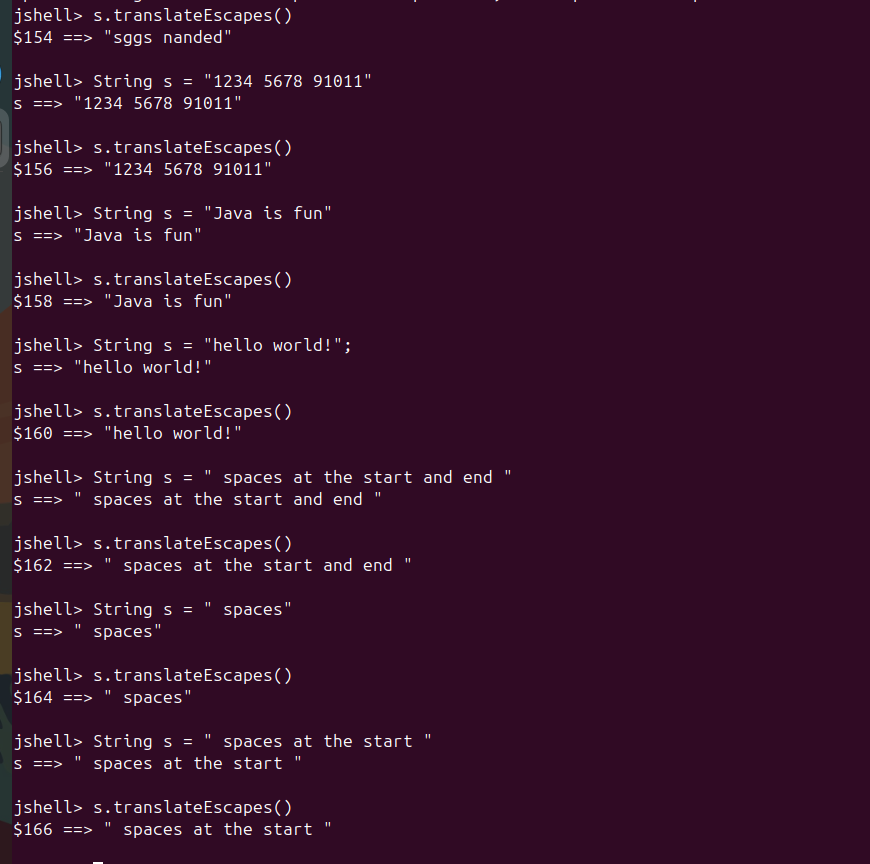 jshell> s.translateEscapes()
$154 ==> "sggs nanded"
jshell> String s = "1234 5678 91011"
s ==> "1234 5678 91011"
jshell> s.translateEscapes()
$156 ==> "1234 5678 91011"
jshell> String s = "Java is fun"
s ==> "Java is fun"
jshell> s.translateEscapes()
$158 ==> "Java is fun"
jshell> String s = "hello world!";
s ==> "hello world!"
jshell> s.translateEscapes()
$160 ==> "hello world!"
jshell> String s = " spaces at the start and end "
s ==> " spaces at the start and end "
jshell> s.translateEscapes()
$162 ==> " spaces at the start and end "
jshell> String s = " spaces"
s ==> " spaces"
jshell> s.translateEscapes()
$164 ==> " spaces"
jshell> String s = " spaces at the start "
s ==> " spaces at the start "
jshell> s.translateEscapes()
$166 ==> " spaces at the start "